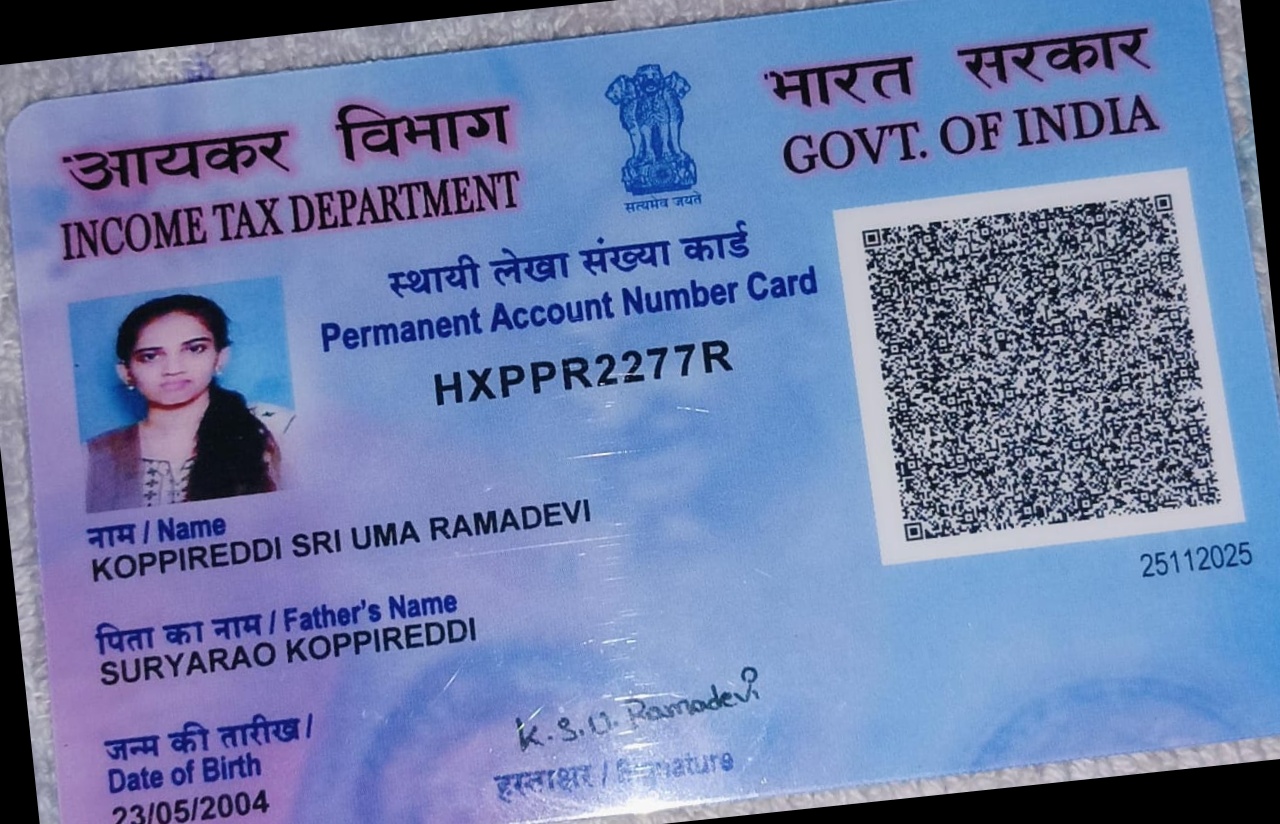 आयकर विभाग
INCOME TAX DEPARTMENT
सत्यमेव जयते
भारत सरकार
GOVT. OF INDIA
स्थायी लेखा संख्या कार्ड
Permanent Account Number Card
HXPPR2277R
नाम / Name
KOPPIREDDI SRI UMA RAMADEVI
25112025
पिता का नाम / Father's Name
SURYARAO KOPPIREDDI
जन्म की तारीख /
Date of Birth
23/05/2004
K.S.U. Ramadevi
हस्ताक्षर / Signature